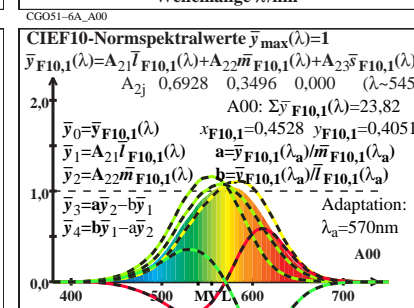 CGO51–6A_A00
CIEF10-Normspektralwerte y̅max(λ)=1
y̅F10,1(λ)=A21l̅F10,1(λ)+A22m̅F10,1(λ)+A23s̅F10,1(λ)
A2j 0,6928 0,3496 0,000 (λ~545
2,0
A00: Σy̅F10,1(λ)=23,82
y̅0=y̅F10,1(λ) xF10,1=0,4528 yF10,1=0,4051
y̅1=A21l̅F10,1(λ) a=y̅F10,1(λa)/m̅F10,1(λa)
y̅2=A22m̅F10,1(λ) b=y̅F10,1(λa)/l̅F10,1(λa)
1,0
y̅3=ay̅2–by̅1 Adaptation:
y̅4=by̅1–ay̅2 λa=570nm
A00
0,0
400 500 600 700